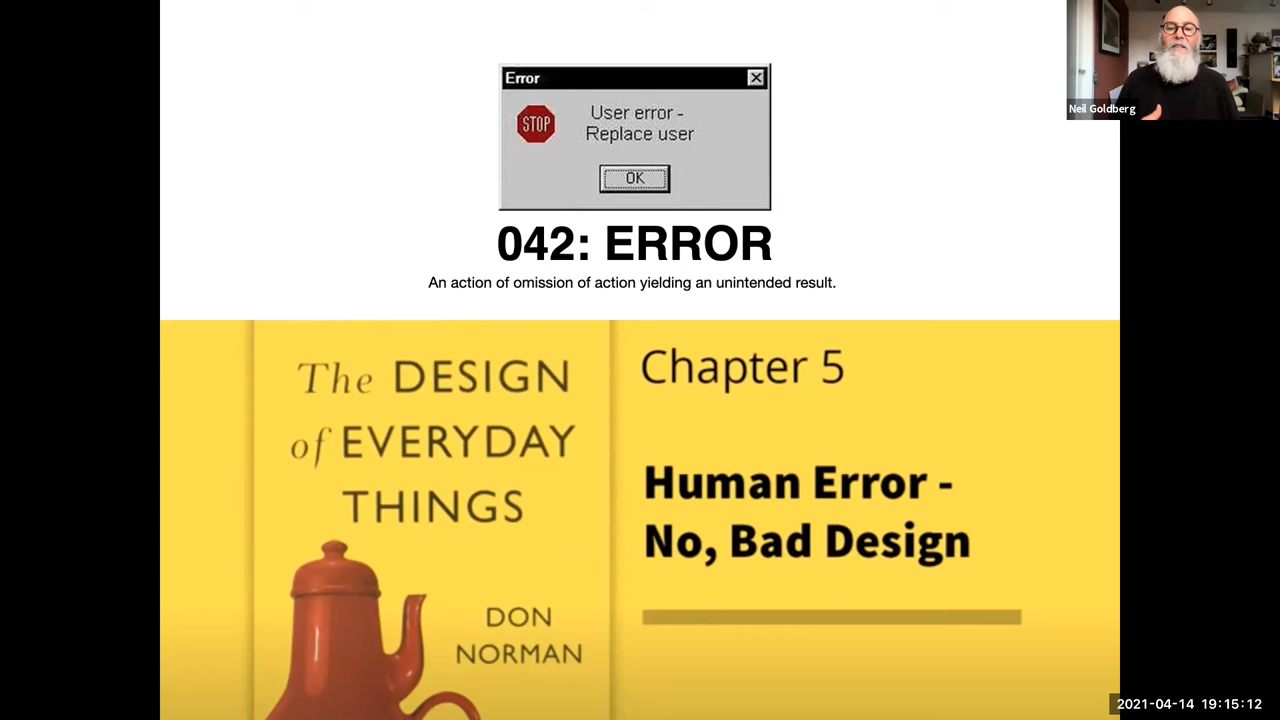 Error
STOP
User error -
Replace user
OK
Neil Goldberg
042: ERROR
An action of omission of action yielding an unintended result.
The DESIGN
of EVERYDAY
THINGS
DON
NORMAN
Chapter 5
Human Error -
No, Bad Design
2021-04-14 19:15:12